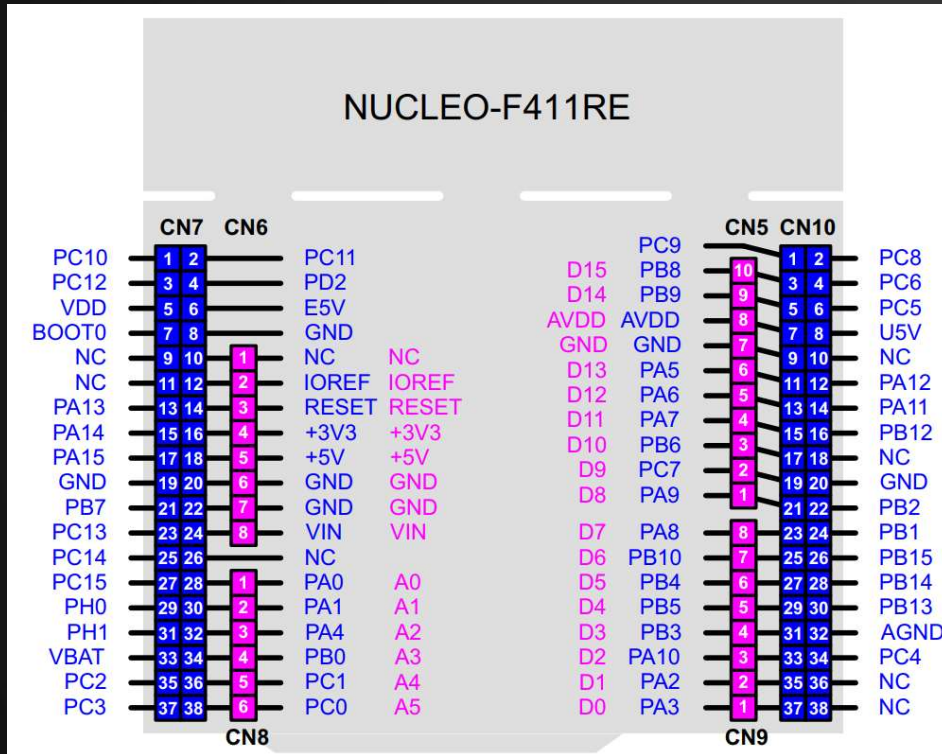 NUCLEO-F411RE
CN7 CN6 CN5 CN10
PC9
PC10 1 2 PC11 1 2 PC8
PC12 3 4 PD2 D15 PB8 10 3 4 PC6
VDD 5 6 E5V D14 PB9 9 5 6 PC5
BOOT0 7 8 GND AVDD AVDD 8 7 8 U5V
NC 9 10 1 NC NC GND GND 7 9 10 NC
NC 11 12 2 IOREF IOREF D13 PA5 6 11 12 PA12
PA13 13 14 3 RESET RESET D12 PA6 5 13 14 PA11
PA14 15 16 4 +3V3 +3V3 D11 PA7 4 15 16 PB12
PA15 17 18 5 +5V +5V D10 PB6 3 17 18 NC
GND 19 20 6 GND GND D9 PC7 2 19 20 GND
PB7 21 22 7 GND GND D8 PA9 1 21 22 PB2
PC13 23 24 8 VIN VIN D7 PA8 8 23 24 PB1
PC14 25 26 NC D6 PB10 7 25 26 PB15
PC15 27 28 1 PA0 A0 D5 PB4 6 27 28 PB14
PH0 29 30 2 PA1 A1 D4 PB5 5 29 30 PB13
PH1 31 32 3 PA4 A2 D3 PB3 4 31 32 AGND
VBAT 33 34 4 PB0 A3 D2 PA10 3 33 34 PC4
PC2 35 36 5 PC1 A4 D1 PA2 2 35 36 NC
PC3 37 38 6 PC0 A5 D0 PA3 1 37 38 NC
CN8 CN9